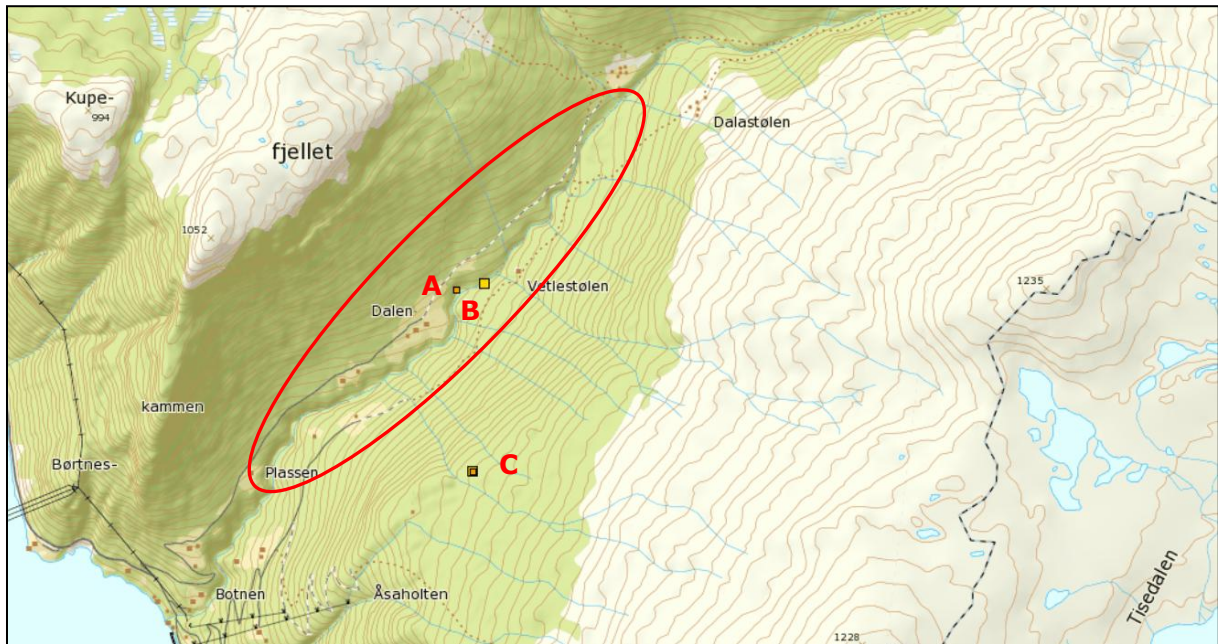 Kupe-
994
Dalastølen
fjellet
1052
1235
A
Vetlestølen
B
Dalen
kammen
Børtnes-
C
Plassen
Botnen
Åsaholten
Tisedalen
1228